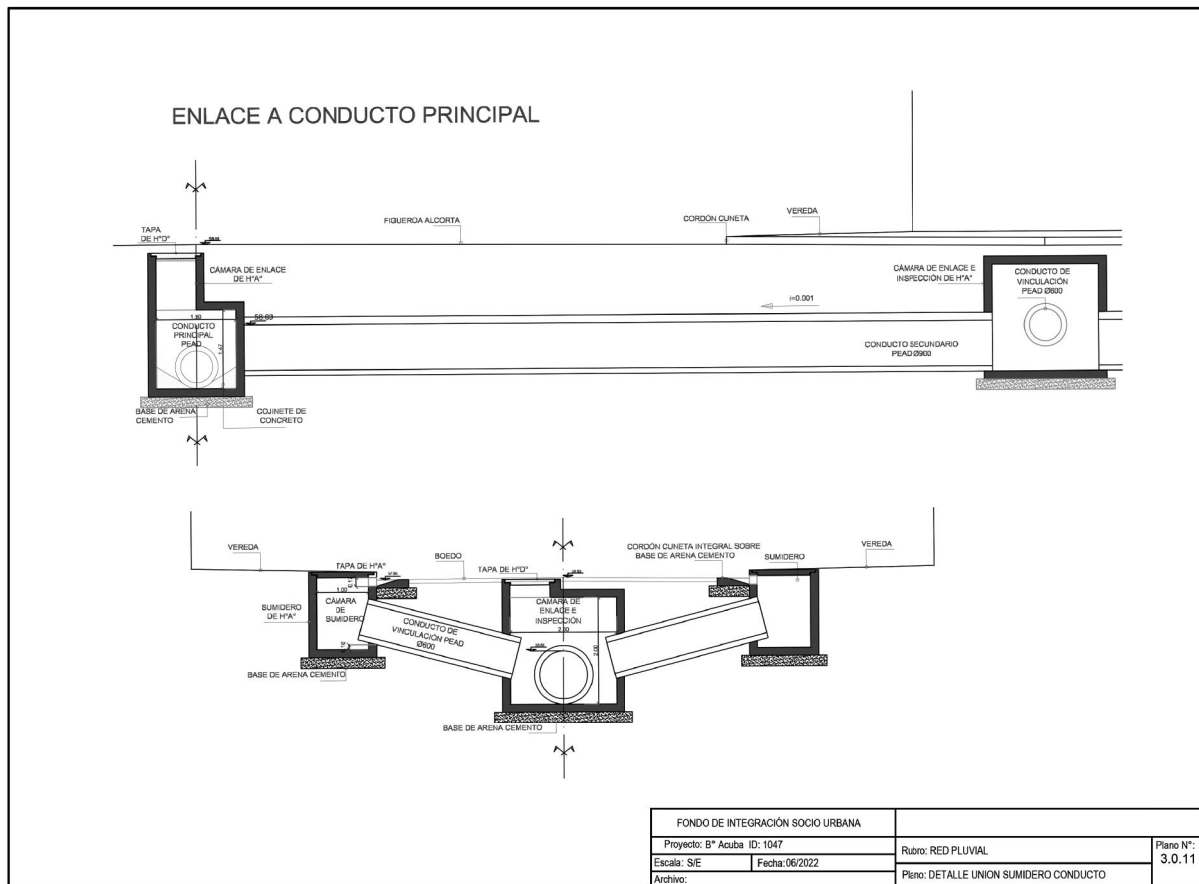 ENLACE A CONDUCTO PRINCIPAL
FIGUEROA ALCORTA
CORDÓN CUNETA
VEREDA
TAPA
DE H°D°
CÁMARA DE ENLACE
DE H°A°
CÁMARA DE ENLACE E
INSPECCIÓN DE H°A°
CONDUCTO DE
VINCULACIÓN
PEAD Ø600
i=0.001
1.80
58.63
CONDUCTO
PRINCIPAL
PEAD
1.47
CONDUCTO SECUNDARIO
PEAD Ø900
BASE DE ARENA
CEMENTO
COJINETE DE
CONCRETO
VEREDA
BOEDO
CORDÓN CUNETA INTEGRAL SOBRE
BASE DE ARENA CEMENTO
SUMIDERO
VEREDA
TAPA DE H°A°
TAPA DE H°D°
1.00
SUMIDERO
DE H°A°
CÁMARA
DE
SUMIDERO
CONDUCTO DE
VINCULACIÓN PEAD
Ø600
CÁMARA DE
ENLACE E
INSPECCIÓN
2.00
BASE DE ARENA CEMENTO
BASE DE ARENA CEMENTO
FONDO DE INTEGRACIÓN SOCIO URBANA
Proyecto: B° Acuba ID: 1047
Escala: S/E
Fecha:06/2022
Archivo:
Rubro: RED PLUVIAL
Plano: DETALLE UNION SUMIDERO CONDUCTO
Plano N°:
3.0.11